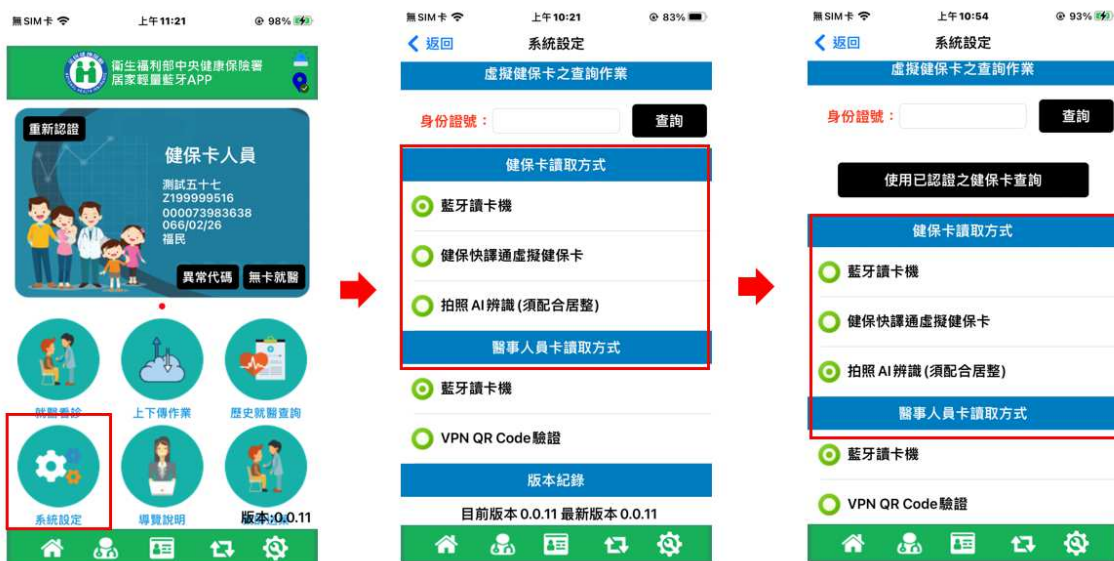 無SIM卡
上午11:21
98%
衛生福利部中央健康保險署
居家輕量藍牙APP
重新認證
健保卡人員
測試五十七
Z199999516
000073983638
066/02/26
福民
異常代碼
無卡就醫
就醫看診
上下傳作業
歷史就醫查詢
系統設定
導覽說明
版本:0.0.11
無SIM卡
上午10:21
83%
返回
系統設定
虛擬健保卡之查詢作業
身份證號：
查詢
健保卡讀取方式
藍牙讀卡機
健保快譯通虛擬健保卡
拍照 AI 辨識 (須配合居整)
醫事人員卡讀取方式
藍牙讀卡機
VPN QR Code驗證
版本紀錄
目前版本 0.0.11 最新版本 0.0.11
無SIM卡
上午10:54
93%
返回
系統設定
虛擬健保卡之查詢作業
身份證號：
查詢
使用已認證之健保卡查詢
健保卡讀取方式
藍牙讀卡機
健保快譯通虛擬健保卡
拍照 AI 辨識 (須配合居整)
醫事人員卡讀取方式
藍牙讀卡機
VPN QR Code驗證